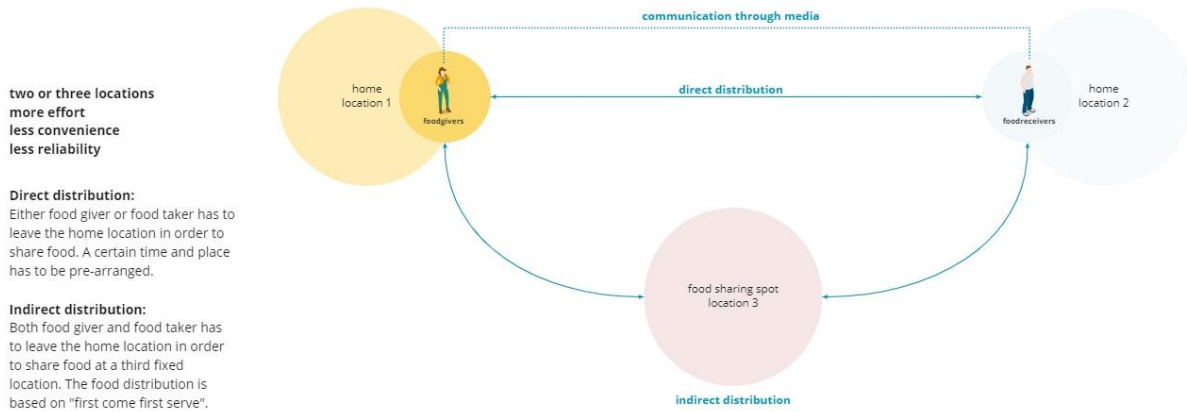 two or three locations
more effort
less convenience
less reliability
Direct distribution:
Either food giver or food taker has to
leave the home location in order to
share food. A certain time and place
has to be pre-arranged.
Indirect distribution:
Both food giver and food taker has
to leave the home location in order
to share food at a third fixed
location. The food distribution is
based on "first come first serve".
communication through media
home
location 1
foodgivers
direct distribution
foodreceivers
home
location 2
food sharing spot
location 3
indirect distribution